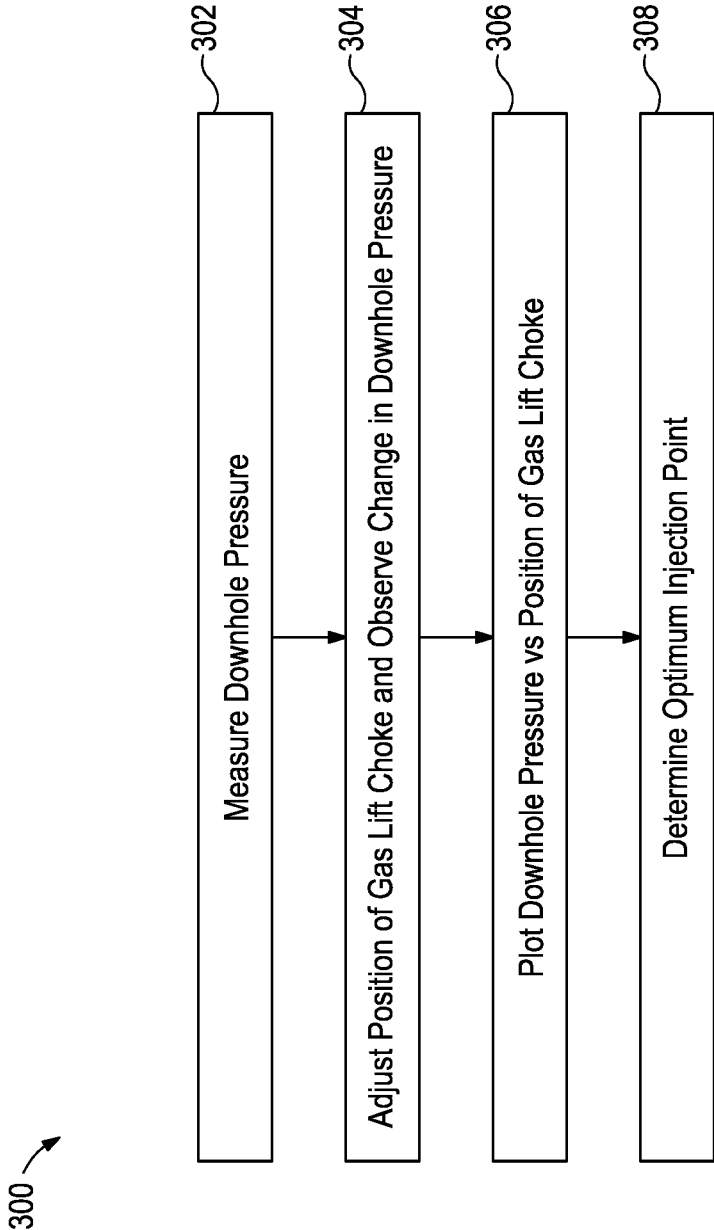 300
Measure Downhole Pressure
302
Adjust Position of Gas Lift Choke and Observe Change in Downhole Pressure
304
Plot Downhole Pressure vs Position of Gas Lift Choke
306
Determine Optimum Injection Point
308